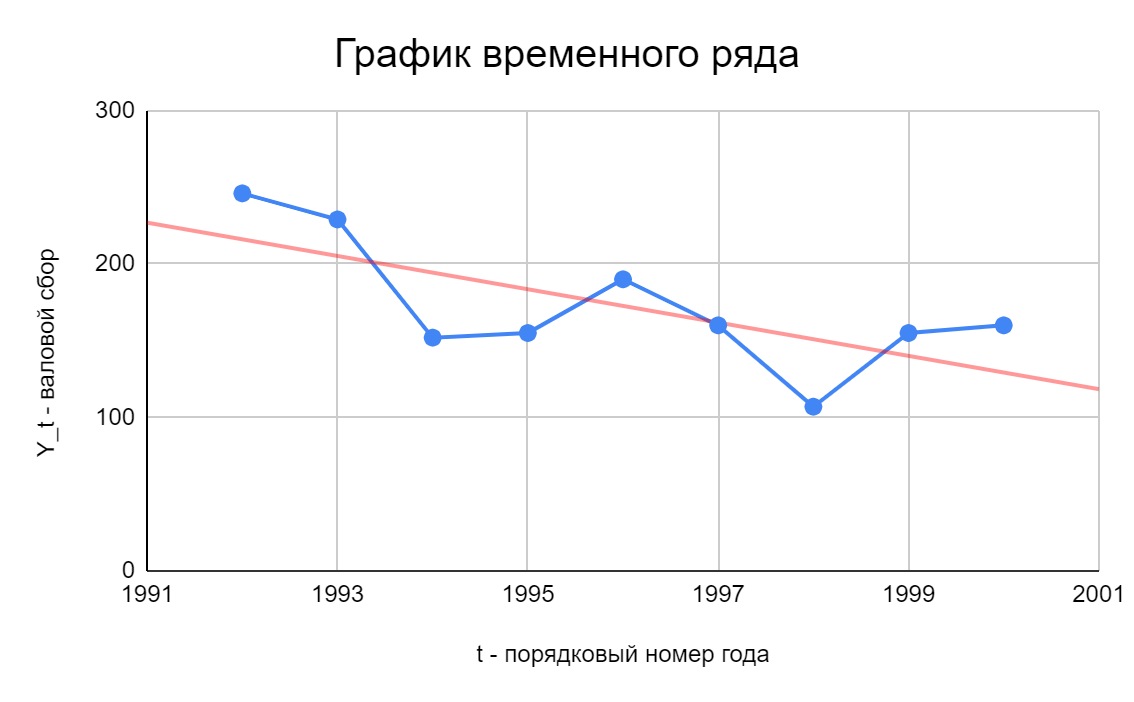 График временного ряда
300
200
100
0
Y_t - валовой сбор
1991 1993 1995 1997 1999 2001
t - порядковый номер года